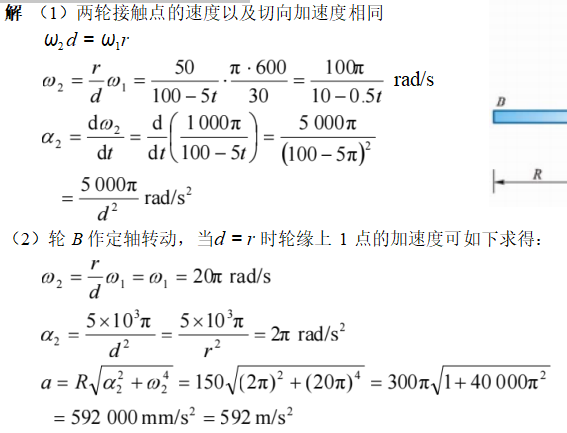 解 （1）两轮接触点的速度以及切向加速度相同
ω₂d = ω₁r
ω₂ = r/d ω₁ = 50/(100 − 5t) · π · 600/30 = 100π/(10 − 0.5t) rad/s
α₂ = dω₂/dt = d/dt (1 000π/(100 − 5t)) = 5 000π/(100 − 5π)²
= 5 000π/d² rad/s²
（2）轮 B 作定轴转动，当d = r 时轮缘上 1 点的加速度可如下求得：
ω₂ = r/d ω₁ = ω₁ = 20π rad/s
α₂ = 5×10³π/d² = 5×10³π/r² = 2π rad/s²
a = R√(α₂² + ω₂⁴) = 150√((2π)² + (20π)⁴) = 300π√(1 + 40 000π²)
= 592 000 mm/s² = 592 m/s²
R